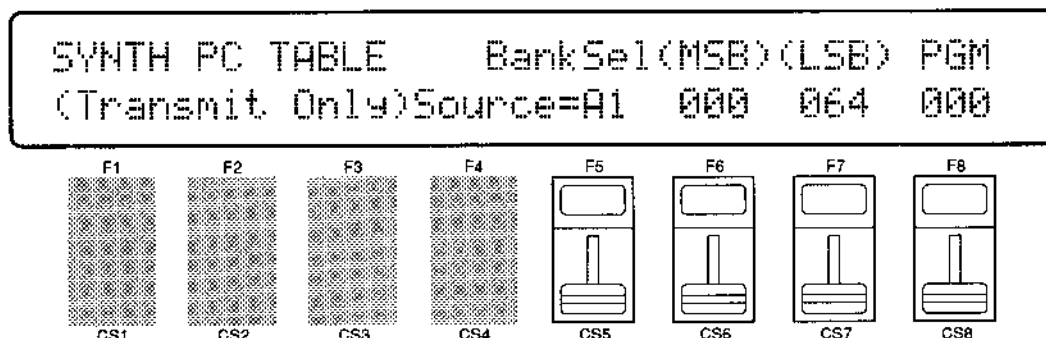 SYNTH PC TABLE BankSel(MSB)(LSB) PGM
(Transmit Only)Source=A1 000 064 000
F1 F2 F3 F4 F5 F6 F7 F8
CS1 CS2 CS3 CS4 CS5 CS6 CS7 CS8